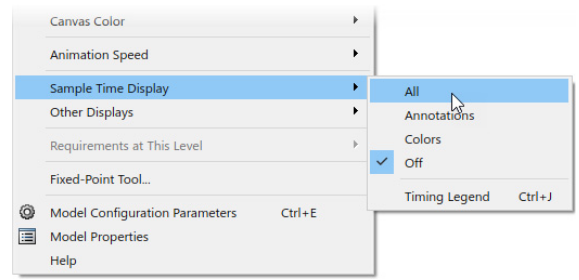 Canvas Color
Animation Speed
Sample Time Display
Other Displays
Requirements at This Level
Fixed-Point Tool...
Model Configuration Parameters Ctrl+E
Model Properties
Help
All
Annotations
Colors
Off
Timing Legend Ctrl+J